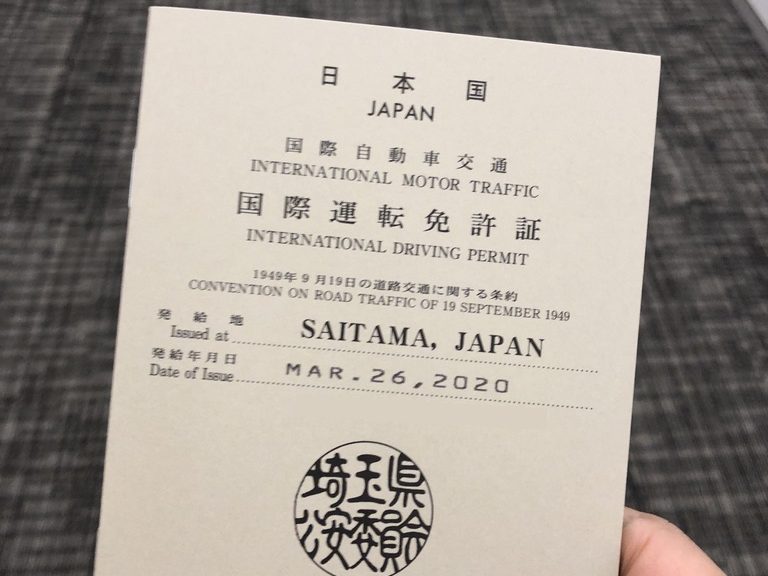 日本国
JAPAN
国際自動車交通
INTERNATIONAL MOTOR TRAFFIC
国際運転免許証
INTERNATIONAL DRIVING PERMIT
1949年9月19日の道路交通に関する条約
CONVENTION ON ROAD TRAFFIC OF 19 SEPTEMBER 1949
発給地
Issued at SAITAMA, JAPAN
発給年月日
Date of Issue MAR.26,2020
埼玉県
公安委員会